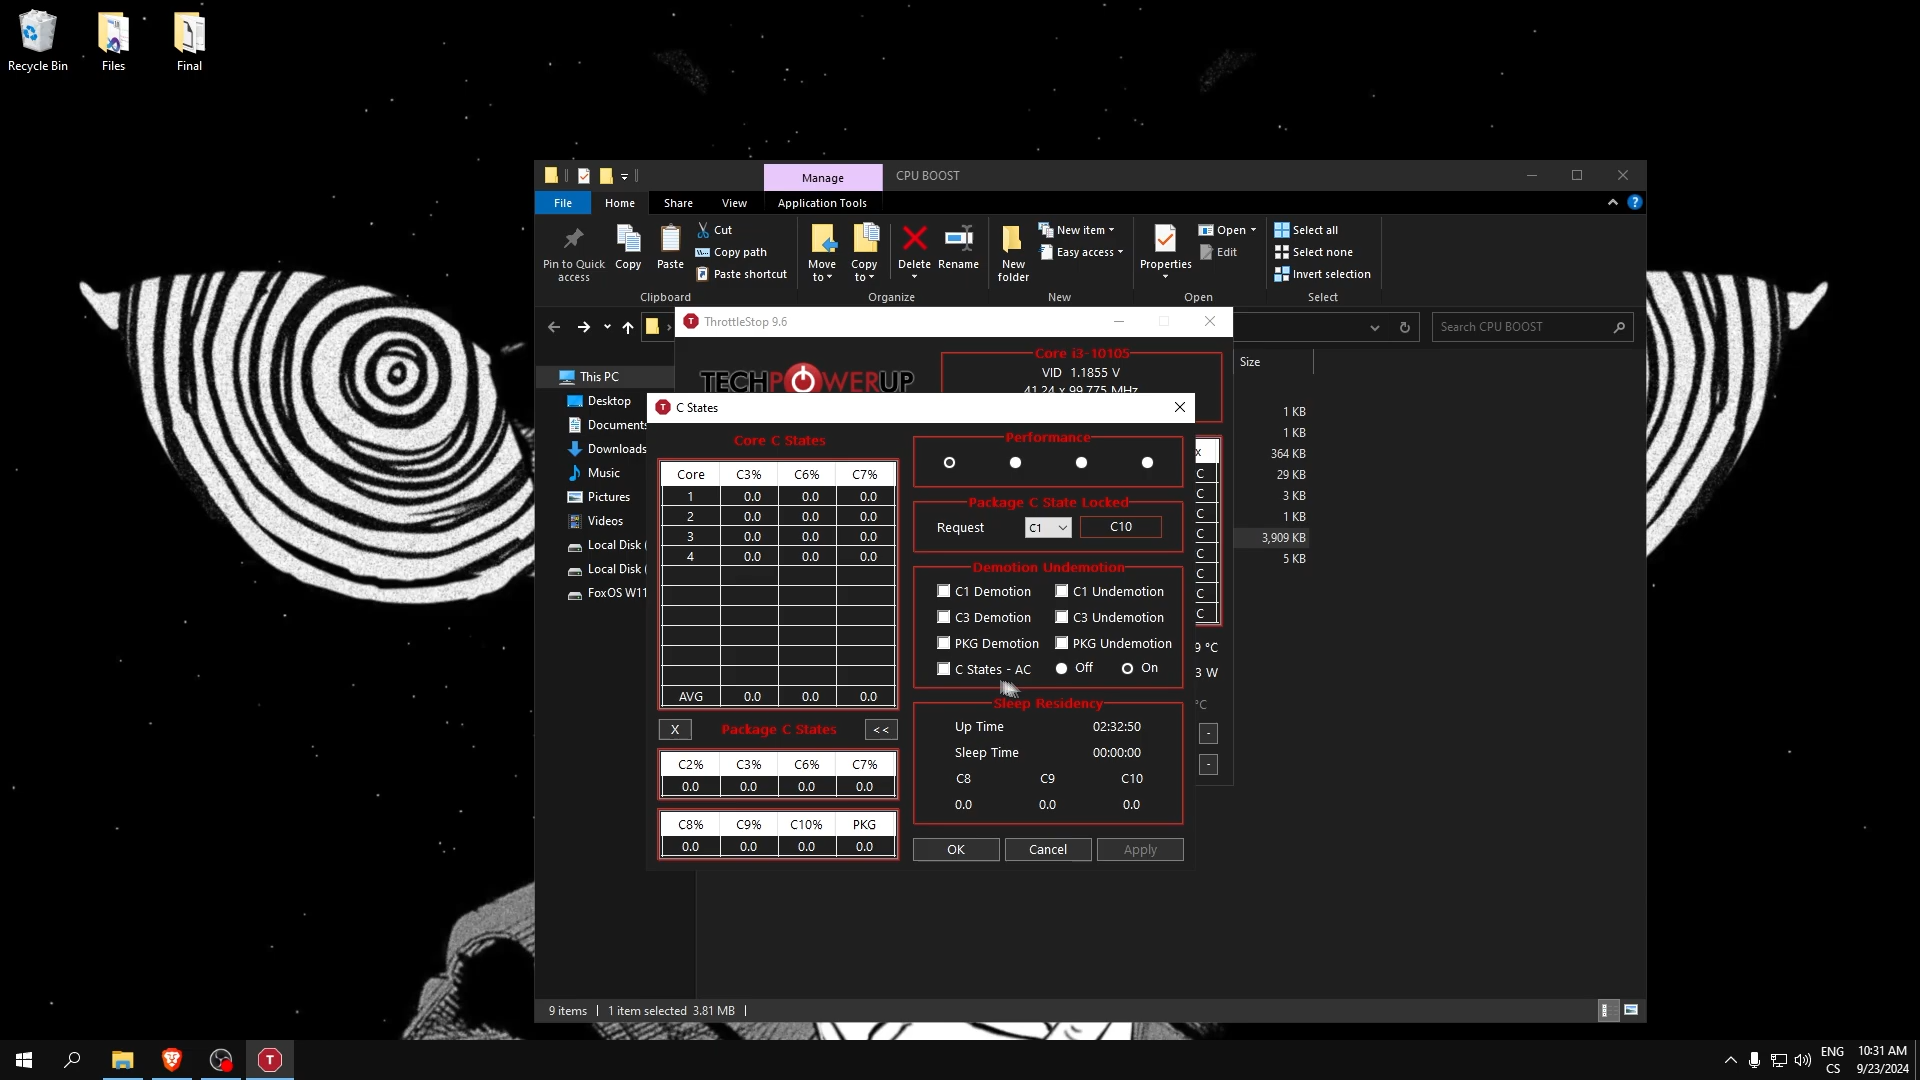 Recycle Bin
Files
Final
Manage
CPU BOOST
File
Home
Share
View
Application Tools
Pin to Quick access
Copy
Paste
Cut
Copy path
Paste shortcut
Clipboard
Move to
Copy to
Delete
Rename
Organize
New folder
New item
Easy access
New
Properties
Open
Edit
Open
Select all
Select none
Invert selection
Select
ThrottleStop 9.6
Search CPU BOOST
This PC
Desktop
Documents
Downloads
Music
Pictures
Videos
Local Disk (
Local Disk (
FoxOS W11
Size
1 KB
1 KB
364 KB
29 KB
3 KB
1 KB
3,909 KB
5 KB
TECHPOWERUP
Core i3-10105
VID 1.1855 V
41.24 x 99.775 MHz
C States
Core C States
Core C3% C6% C7%
1 0.0 0.0 0.0
2 0.0 0.0 0.0
3 0.0 0.0 0.0
4 0.0 0.0 0.0
AVG 0.0 0.0 0.0
X Package C States <<
C2% C3% C6% C7%
0.0 0.0 0.0 0.0
C8% C9% C10% PKG
0.0 0.0 0.0 0.0
Performance
Package C State Locked
Request C1 C10
Demotion Undemotion
C1 Demotion C1 Undemotion
C3 Demotion C3 Undemotion
PKG Demotion PKG Undemotion
C States - AC Off On
Sleep Residency
Up Time 02:32:50
Sleep Time 00:00:00
C8 C9 C10
0.0 0.0 0.0
OK Cancel Apply
x
C
C
C
C
C
C
C
C
9 °C
3 W
°C
-
-
9 items 1 item selected 3.81 MB
ENG
CS
10:31 AM
9/23/2024